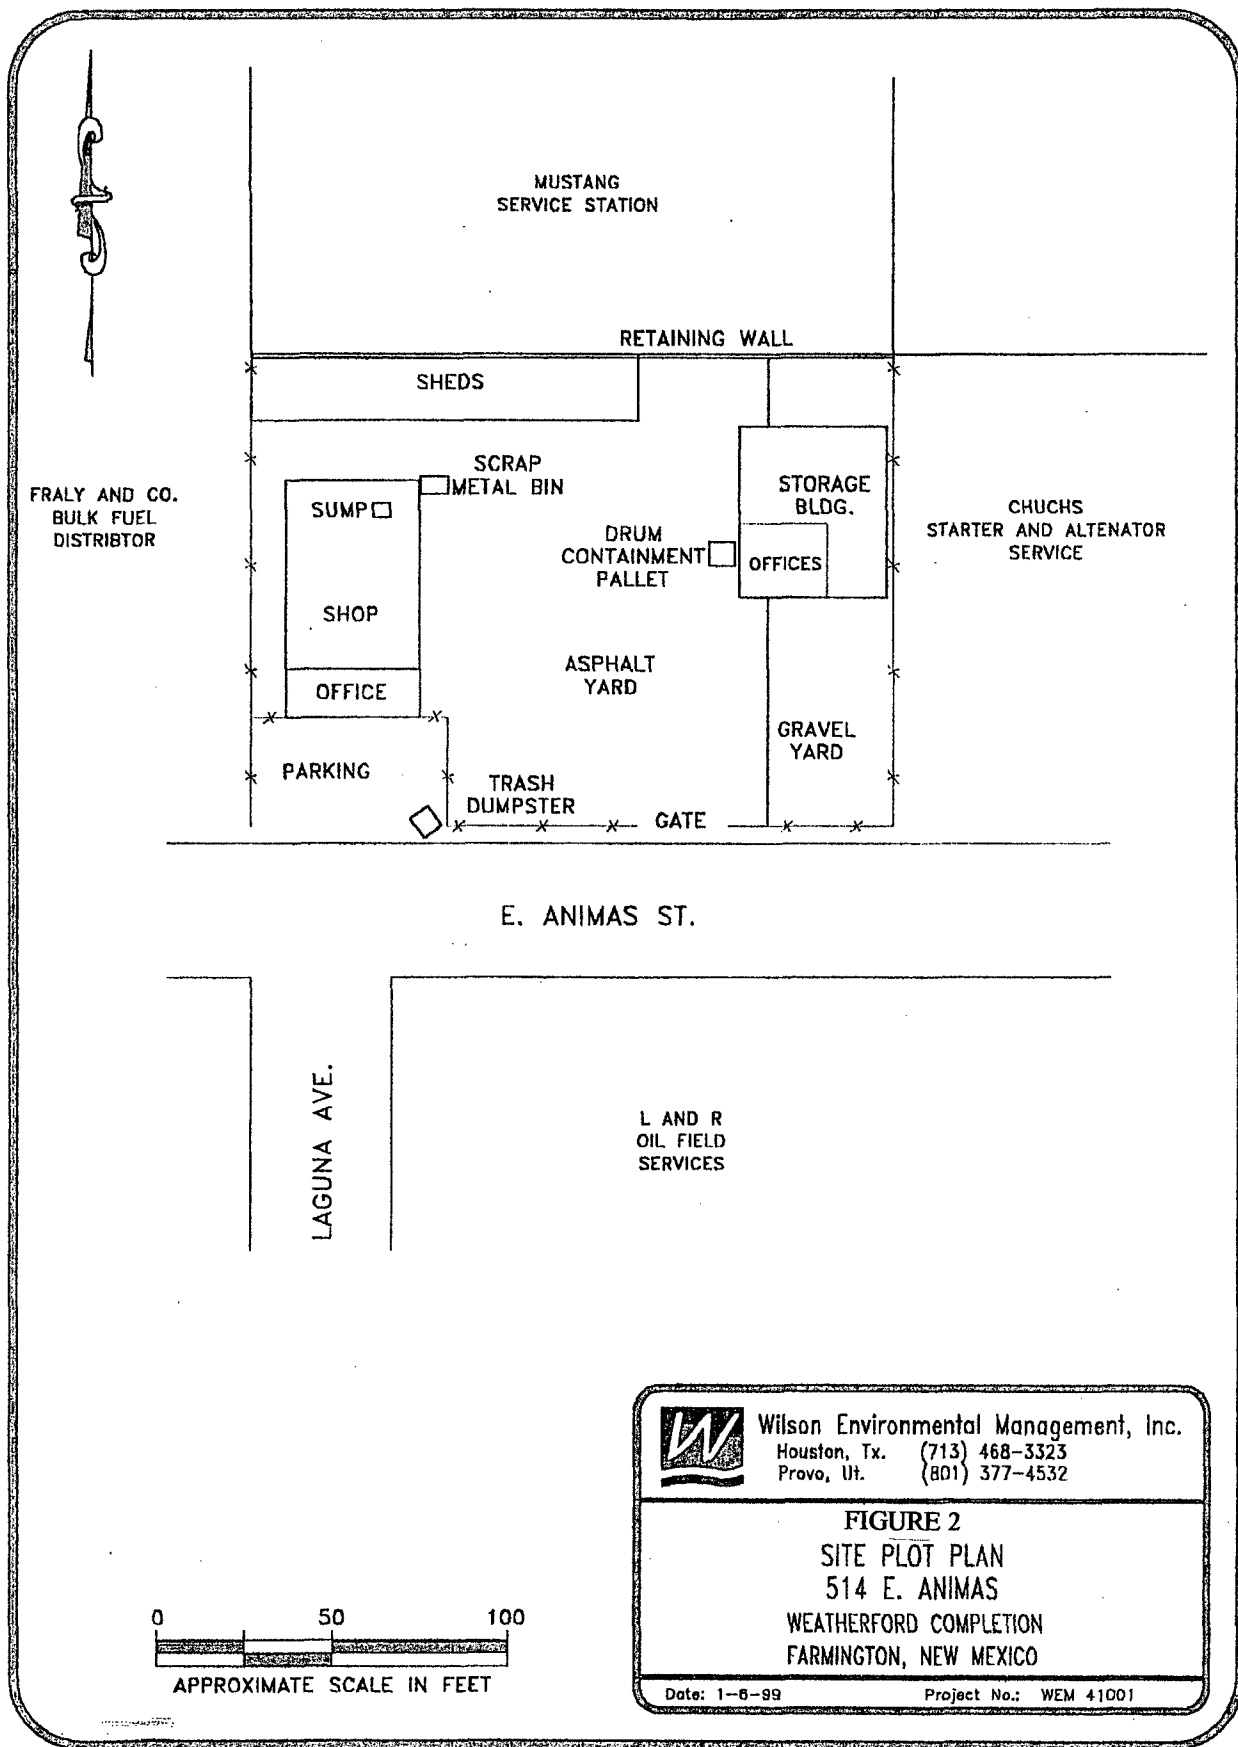 MUSTANG
SERVICE STATION
RETAINING WALL
SHEDS
SCRAP
METAL BIN
FRALY AND CO.
BULK FUEL
DISTRIBTOR
SUMP
STORAGE
BLDG.
CHUCHS
STARTER AND ALTENATOR
SERVICE
DRUM
CONTAINMENT
PALLET
OFFICES
SHOP
ASPHALT
YARD
OFFICE
GRAVEL
YARD
PARKING
TRASH
DUMPSTER
GATE
E. ANIMAS ST.
LAGUNA AVE.
L AND R
OIL FIELD
SERVICES
W
Wilson Environmental Management, Inc.
Houston, Tx. (713) 468-3323
Provo, Ut. (801) 377-4532
FIGURE 2
SITE PLOT PLAN
514 E. ANIMAS
WEATHERFORD COMPLETION
FARMINGTON, NEW MEXICO
Date: 1-6-99 Project No.: WEM 41001
0 50 100
APPROXIMATE SCALE IN FEET